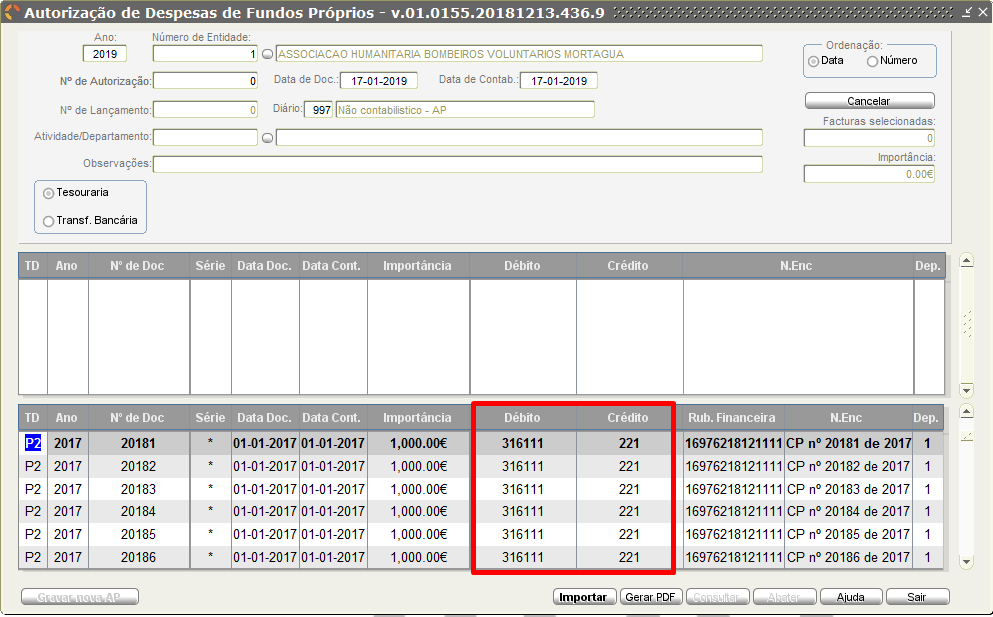 Autorização de Despesas de Fundos Próprios - v.01.0155.20181213.436.9
Ano: Número de Entidade: Ordenação:
2019 1 ASSOCIACAO HUMANITARIA BOMBEIROS VOLUNTARIOS MORTAGUA Data Número
Nº de Autorização: 0 Data de Doc.: 17-01-2019 Data de Contab.: 17-01-2019
Cancelar
Nº de Lançamento: 0 Diário: 997 Não contabilistico - AP
Facturas selecionadas:
Atividade/Departamento: 0
Importância:
Observações: 0.00€
Tesouraria
Transf. Bancária
TD Ano Nº de Doc Série Data Doc. Data Cont. Importância Débito Crédito N.Enc Dep.
TD Ano Nº de Doc Série Data Doc. Data Cont. Importância Débito Crédito Rub. Financeira N.Enc Dep.
P2 2017 20181 * 01-01-2017 01-01-2017 1,000.00€ 316111 221 16976218121111 CP nº 20181 de 2017 1
P2 2017 20182 * 01-01-2017 01-01-2017 1,000.00€ 316111 221 16976218121111 CP nº 20182 de 2017 1
P2 2017 20183 * 01-01-2017 01-01-2017 1,000.00€ 316111 221 16976218121111 CP nº 20183 de 2017 1
P2 2017 20184 * 01-01-2017 01-01-2017 1,000.00€ 316111 221 16976218121111 CP nº 20184 de 2017 1
P2 2017 20185 * 01-01-2017 01-01-2017 1,000.00€ 316111 221 16976218121111 CP nº 20185 de 2017 1
P2 2017 20186 * 01-01-2017 01-01-2017 1,000.00€ 316111 221 16976218121111 CP nº 20186 de 2017 1
Gravar nova AP Importar Gerar PDF Consultar Abater Ajuda Sair